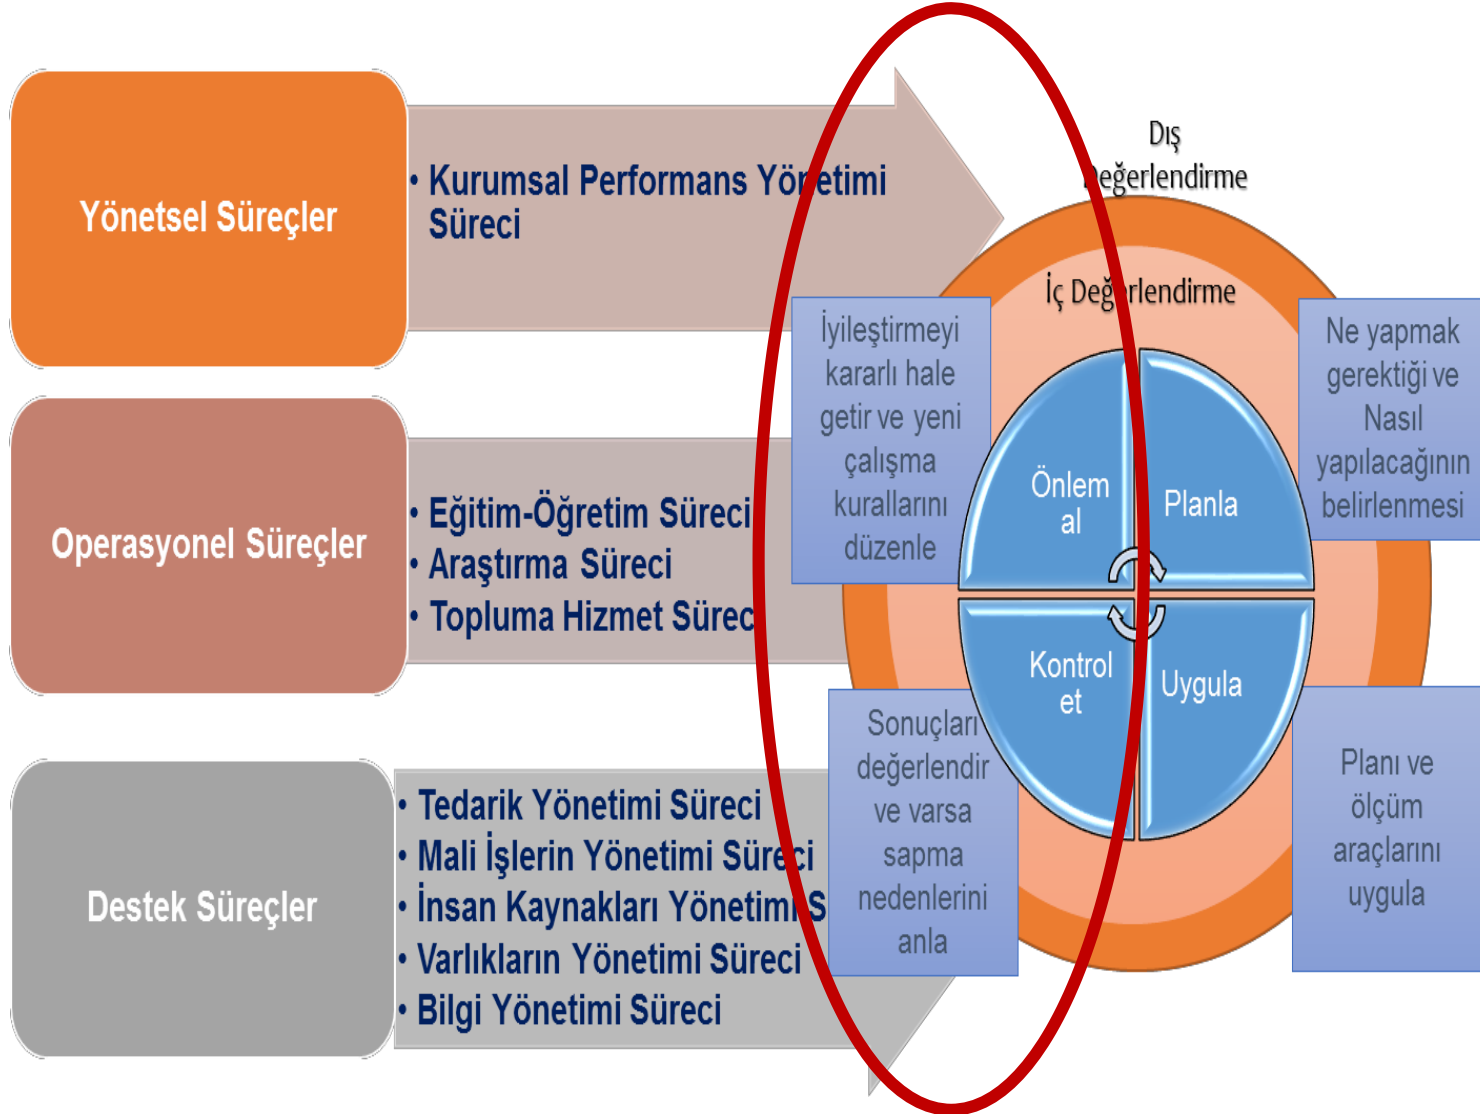 Yönetsel Süreçler
• Kurumsal Performans Yönetimi
Süreci
Operasyonel Süreçler
• Eğitim-Öğretim Süreci
• Araştırma Süreci
• Topluma Hizmet Sürec
Destek Süreçler
• Tedarik Yönetimi Süreci
• Mali İşlerin Yönetimi Süreci
• İnsan Kaynakları Yönetimi S
• Varlıkların Yönetimi Süreci
• Bilgi Yönetimi Süreci
Dış
Değerlendirme
İç Değerlendirme
İyileştirmeyi
kararlı hale
getir ve yeni
çalışma
kurallarını
düzenle
Ne yapmak
gerektiği ve
Nasıl
yapılacağının
belirlenmesi
Önlem
al
Planla
Kontrol
et
Uygula
Sonuçları
değerlendir
ve varsa
sapma
nedenlerini
anla
Planı ve
ölçüm
araçlarını
uygula